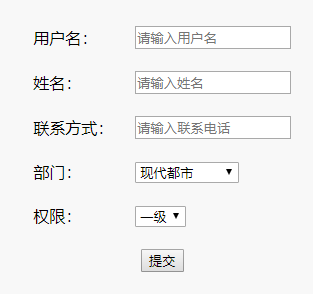 用户名： 请输入用户名
姓名： 请输入姓名
联系方式： 请输入联系电话
部门： 现代都市
权限： 一级
提交